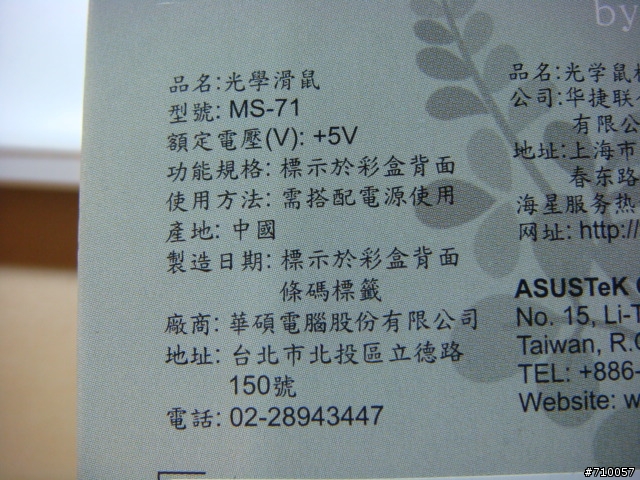 by
品名:光學滑鼠
型號: MS-71
額定電壓(V): +5V
功能規格: 標示於彩盒背面
使用方法: 需搭配電源使用
產地: 中國
製造日期: 標示於彩盒背面
條碼標籤
廠商: 華碩電腦股份有限公司
地址: 台北市北投區立德路
150號
電話: 02-28943447
品名:光学鼠
公司:华捷联
有限公
地址:上海市
春东路
海星服务热
网址: http://
ASUSTeK
No. 15, Li-T
Taiwan, R.
TEL: +886-
Website: w
#710057